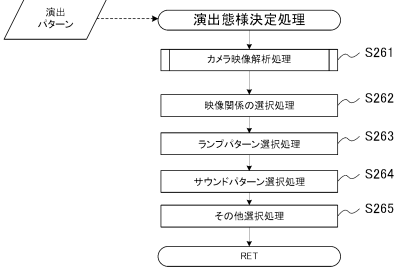 演出
パターン
演出態様決定処理
カメラ映像解析処理
S261
映像関係の選択処理
S262
ランプパターン選択処理
S263
サウンドパターン選択処理
S264
その他選択処理
S265
RET